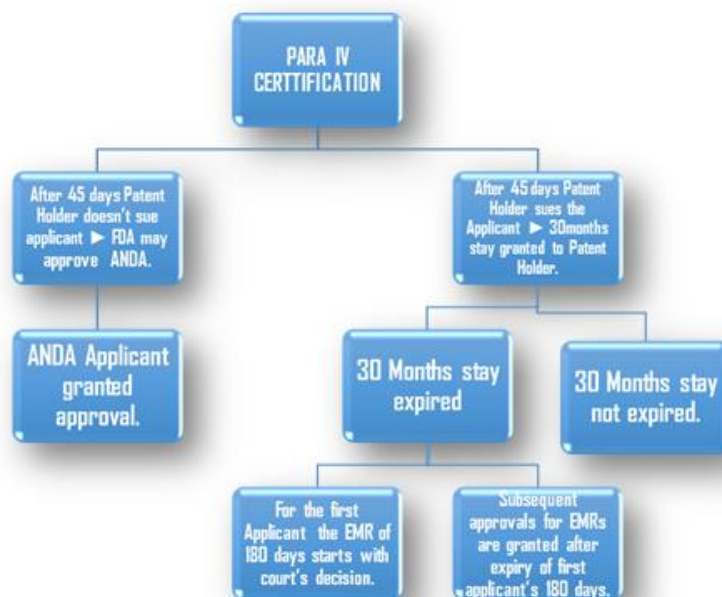 PARA IV
CERTTIFICATION
After 45 days Patent
Holder doesn't sue
applicant ► FDA may
approve ANDA.
After 45 days Patent
Holder sues the
Applicant ► 30months
stay granted to Patent
Holder.
ANDA Applicant
granted
approval.
30 Months stay
expired
30 Months stay
not expired.
For the first
Applicant the EMR of
180 days starts with
court's decision.
Subsequent
approvals for EMRs
are granted after
expiry of first
applicant's 180 days.